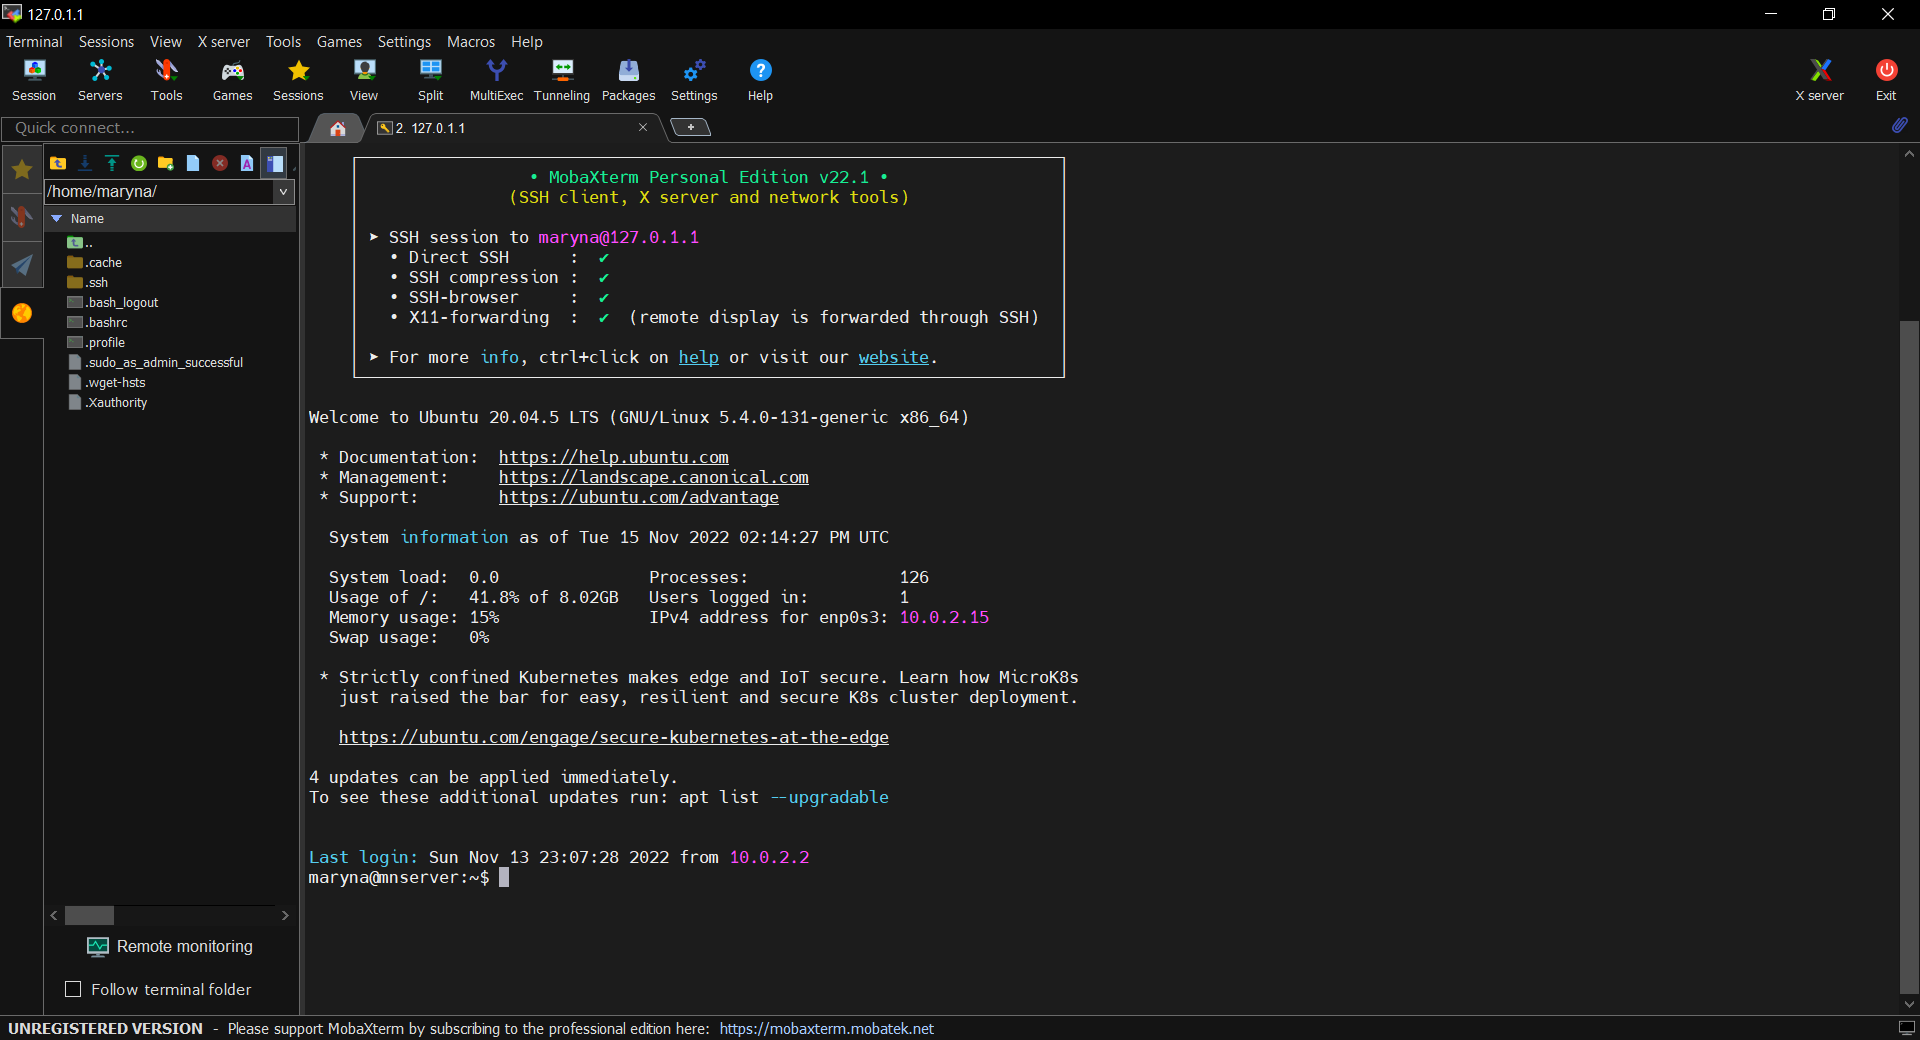 127.0.1.1
Terminal Sessions View X server Tools Games Settings Macros Help
Session Servers Tools Games Sessions View Split MultiExec Tunneling Packages Settings Help X server Exit
Quick connect...
2. 127.0.1.1
/home/maryna/
Name
..
.cache
.ssh
.bash_logout
.bashrc
.profile
.sudo_as_admin_successful
.wget-hsts
.Xauthority
Remote monitoring
Follow terminal folder
• MobaXterm Personal Edition v22.1 •
(SSH client, X server and network tools)
➤ SSH session to maryna@127.0.1.1
• Direct SSH : ✔
• SSH compression : ✔
• SSH-browser : ✔
• X11-forwarding : ✔ (remote display is forwarded through SSH)
➤ For more info, ctrl+click on help or visit our website.
Welcome to Ubuntu 20.04.5 LTS (GNU/Linux 5.4.0-131-generic x86_64)
* Documentation: https://help.ubuntu.com
* Management: https://landscape.canonical.com
* Support: https://ubuntu.com/advantage
System information as of Tue 15 Nov 2022 02:14:27 PM UTC
System load: 0.0 Processes: 126
Usage of /: 41.8% of 8.02GB Users logged in: 1
Memory usage: 15% IPv4 address for enp0s3: 10.0.2.15
Swap usage: 0%
* Strictly confined Kubernetes makes edge and IoT secure. Learn how MicroK8s
just raised the bar for easy, resilient and secure K8s cluster deployment.
https://ubuntu.com/engage/secure-kubernetes-at-the-edge
4 updates can be applied immediately.
To see these additional updates run: apt list --upgradable
Last login: Sun Nov 13 23:07:28 2022 from 10.0.2.2
maryna@mnserver:~$
UNREGISTERED VERSION - Please support MobaXterm by subscribing to the professional edition here: https://mobaxterm.mobatek.net